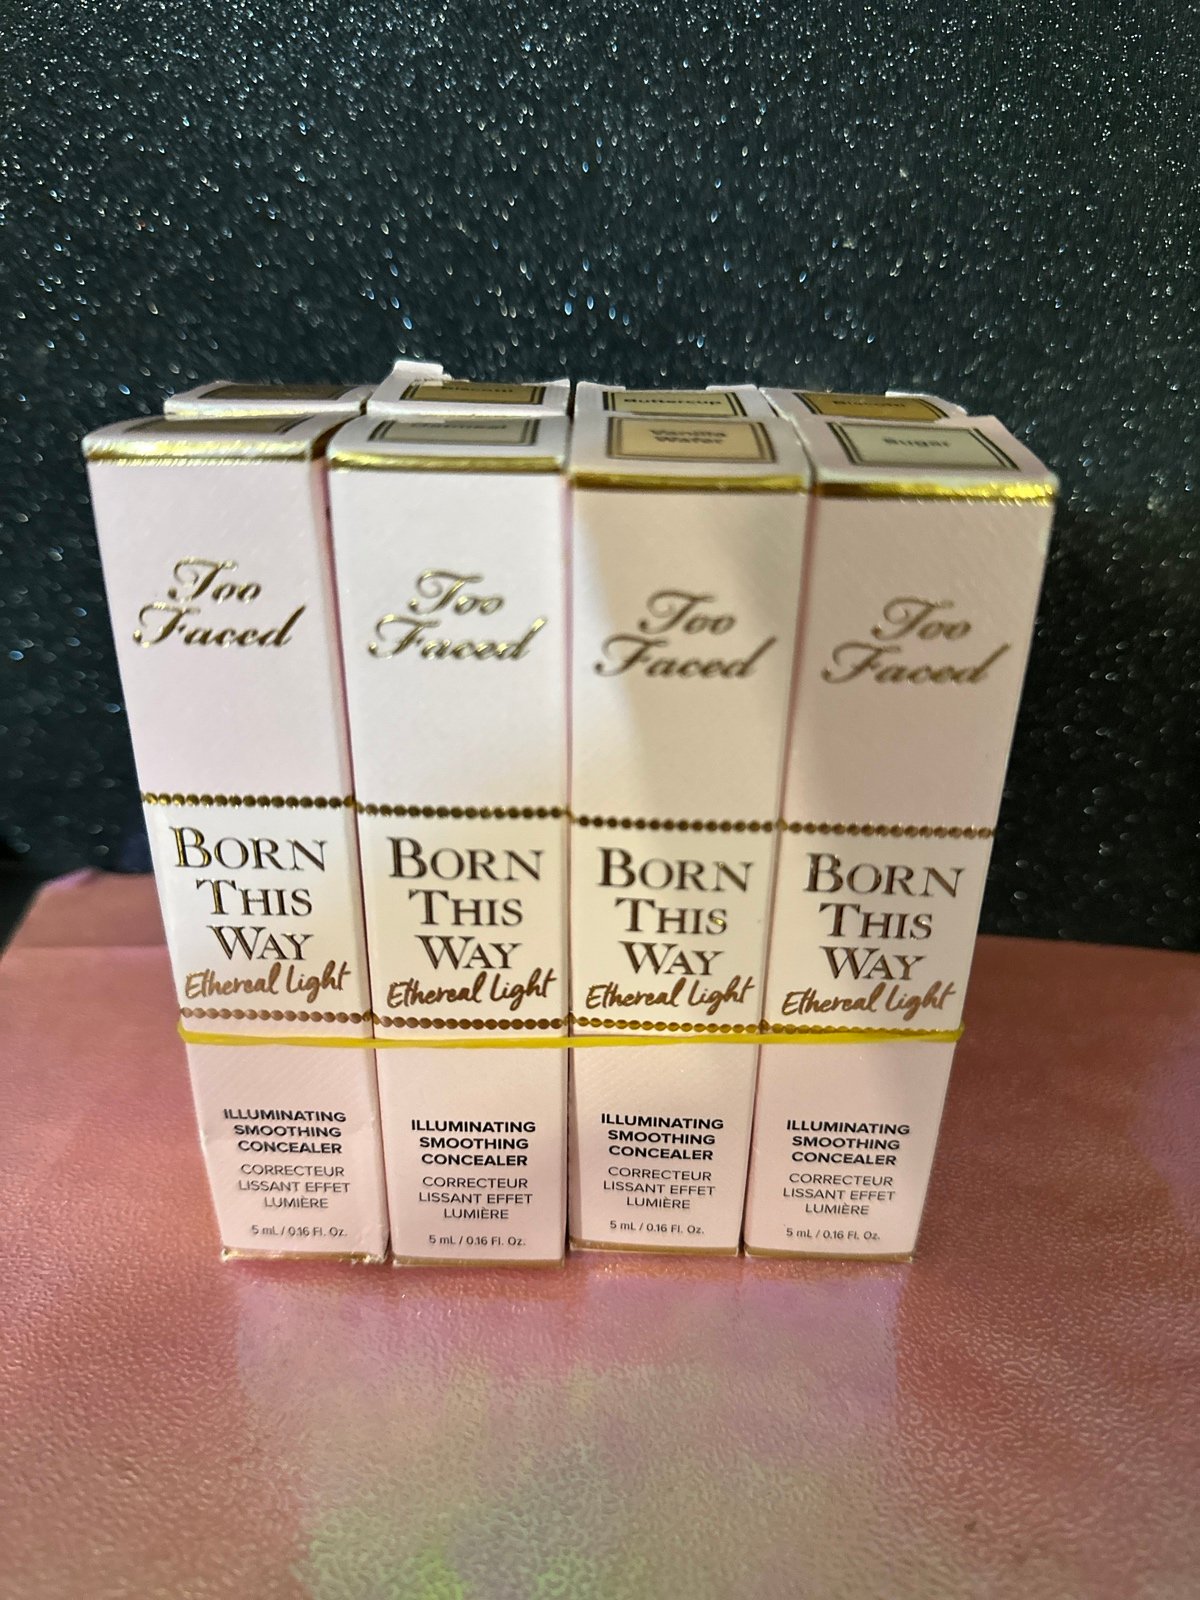 Buttercup
Biscotti
Oatmeal
Vanilla
Wafer
Sugar
Too
Faced
Too
Faced
Too
Faced
Too
Faced
BORN
THIS
WAY
Ethereal Light
BORN
THIS
WAY
Ethereal Light
BORN
THIS
WAY
Ethereal Light
BORN
THIS
WAY
Ethereal Light
ILLUMINATING
SMOOTHING
CONCEALER
CORRECTEUR
LISSANT EFFET
LUMIÈRE
5 mL / 0.16 Fl. Oz.
ILLUMINATING
SMOOTHING
CONCEALER
CORRECTEUR
LISSANT EFFET
LUMIÈRE
5 mL / 0.16 Fl. Oz.
ILLUMINATING
SMOOTHING
CONCEALER
CORRECTEUR
LISSANT EFFET
LUMIÈRE
5 mL / 0.16 Fl. Oz.
ILLUMINATING
SMOOTHING
CONCEALER
CORRECTEUR
LISSANT EFFET
LUMIÈRE
5 mL / 0.16 Fl. Oz.